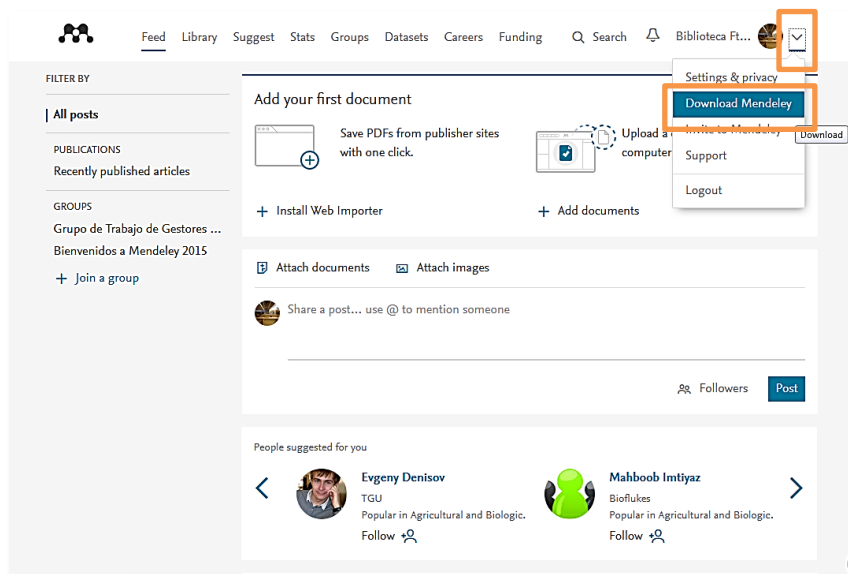 Feed Library Suggest Stats Groups Datasets Careers Funding Search Biblioteca Ft...
Settings & privacy
Download Mendeley
Invite to Mendeley
Download
Support
Logout
FILTER BY
All posts
PUBLICATIONS
Recently published articles
GROUPS
Grupo de Trabajo de Gestores ...
Bienvenidos a Mendeley 2015
+ Join a group
Add your first document
Save PDFs from publisher sites
with one click.
+ Install Web Importer
Upload a
computer
+ Add documents
Attach documents Attach images
Share a post... use @ to mention someone
Followers Post
People suggested for you
Evgeny Denisov
TGU
Popular in Agricultural and Biologic.
Follow
Mahboob Imtiyaz
Bioflukes
Popular in Agricultural and Biologic.
Follow